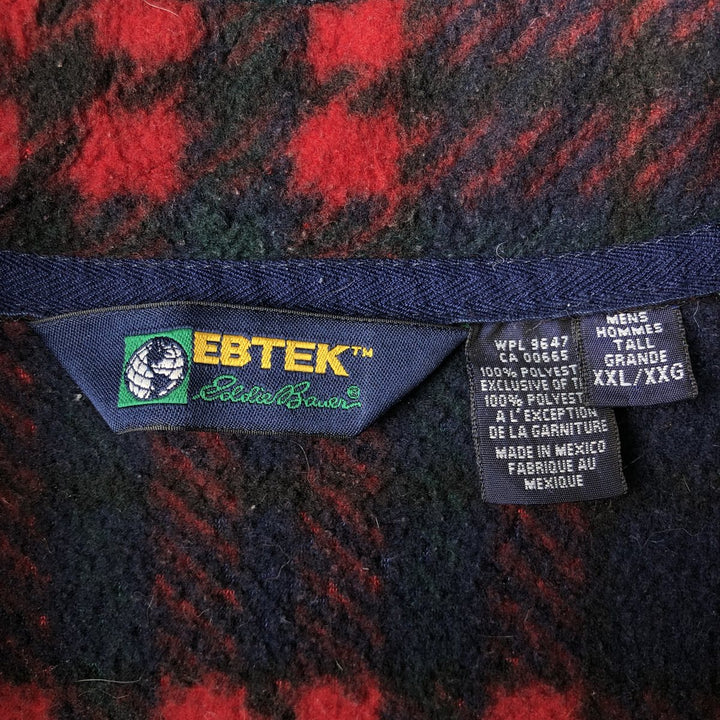 EBTEK™
Eddie Bauer®
WPL 9647
CA 00665
100% POLYEST
EXCLUSIVE OF T
100% POLYEST
A L'EXCEPTION
DE LA GARNITURE
MADE IN MEXICO
FABRIQUE AU
MEXIQUE
MENS
HOMMES
TALL
GRANDE
XXL/XXG